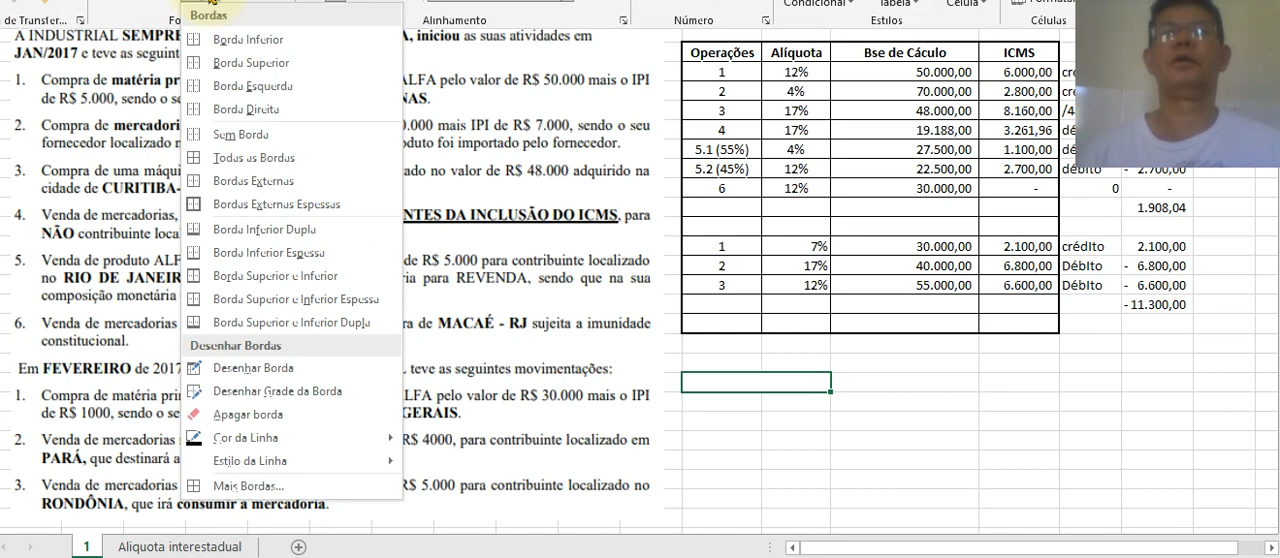 de Transfer...
Fo
Alinhamento
Número
Condicional
Tabela
Célula
Estilos
Células
Bordas
Borda Inferior
Borda Superior
Borda Esquerda
Borda Direita
Sem Borda
Todas as Bordas
Bordas Externas
Bordas Externas Espessas
Borda Inferior Dupla
Borda Inferior Espessa
Borda Superior e Inferior
Borda Superior e Inferior Espessa
Borda Superior e Inferior Dupla
Desenhar Bordas
Desenhar Borda
Desenhar Grade da Borda
Apagar borda
Cor da Linha
Estilo da Linha
Mais Bordas...
A INDUSTRIAL SEMPRE A, iniciou as suas atividades em
JAN/2017 e teve as seguinte
1. Compra de matéria pri ALFA pelo valor de R$ 50.000 mais o IPI
de R$ 5.000, sendo o se NAS.
2. Compra de mercadori 0.000 mais IPI de R$ 7.000, sendo o seu
fornecedor localizado n oduto foi importado pelo fornecedor.
3. Compra de uma máqui ado no valor de R$ 48.000 adquirido na
cidade de CURITIBA-
4. Venda de mercadorias, NTES DA INCLUSÃO DO ICMS, para
NÃO contribuinte loca
5. Venda de produto ALF de R$ 5.000 para contribuinte localizado
no RIO DE JANEIR ria para REVENDA, sendo que na sua
composição monetária
6. Venda de mercadorias ra de MACAÉ - RJ sujeita a imunidade
constitucional.
Em FEVEREIRO de 2017 L teve as seguintes movimentações:
1. Compra de matéria prin ALFA pelo valor de R$ 30.000 mais o IPI
de R$ 1000, sendo o se GERAIS.
2. Venda de mercadorias n R$ 4000, para contribuinte localizado em
PARÁ, que destinará a
3. Venda de mercadorias R$ 5.000 para contribuinte localizado no
RONDÔNIA, que irá consumir a mercadoria.
Operações Alíquota Bse de Cáculo ICMS
1 12% 50.000,00 6.000,00 cre
2 4% 70.000,00 2.800,00 cre
3 17% 48.000,00 8.160,00 /4
4 17% 19.188,00 3.261,96 dé
5.1 (55%) 4% 27.500,00 1.100,00 dé
5.2 (45%) 12% 22.500,00 2.700,00 débito - 2.700,00
6 12% 30.000,00 - 0 -
1.908,04
1 7% 30.000,00 2.100,00 crédIto 2.100,00
2 17% 40.000,00 6.800,00 DébIto - 6.800,00
3 12% 55.000,00 6.600,00 DébIto - 6.600,00
- 11.300,00
1 Aliquota interestadual